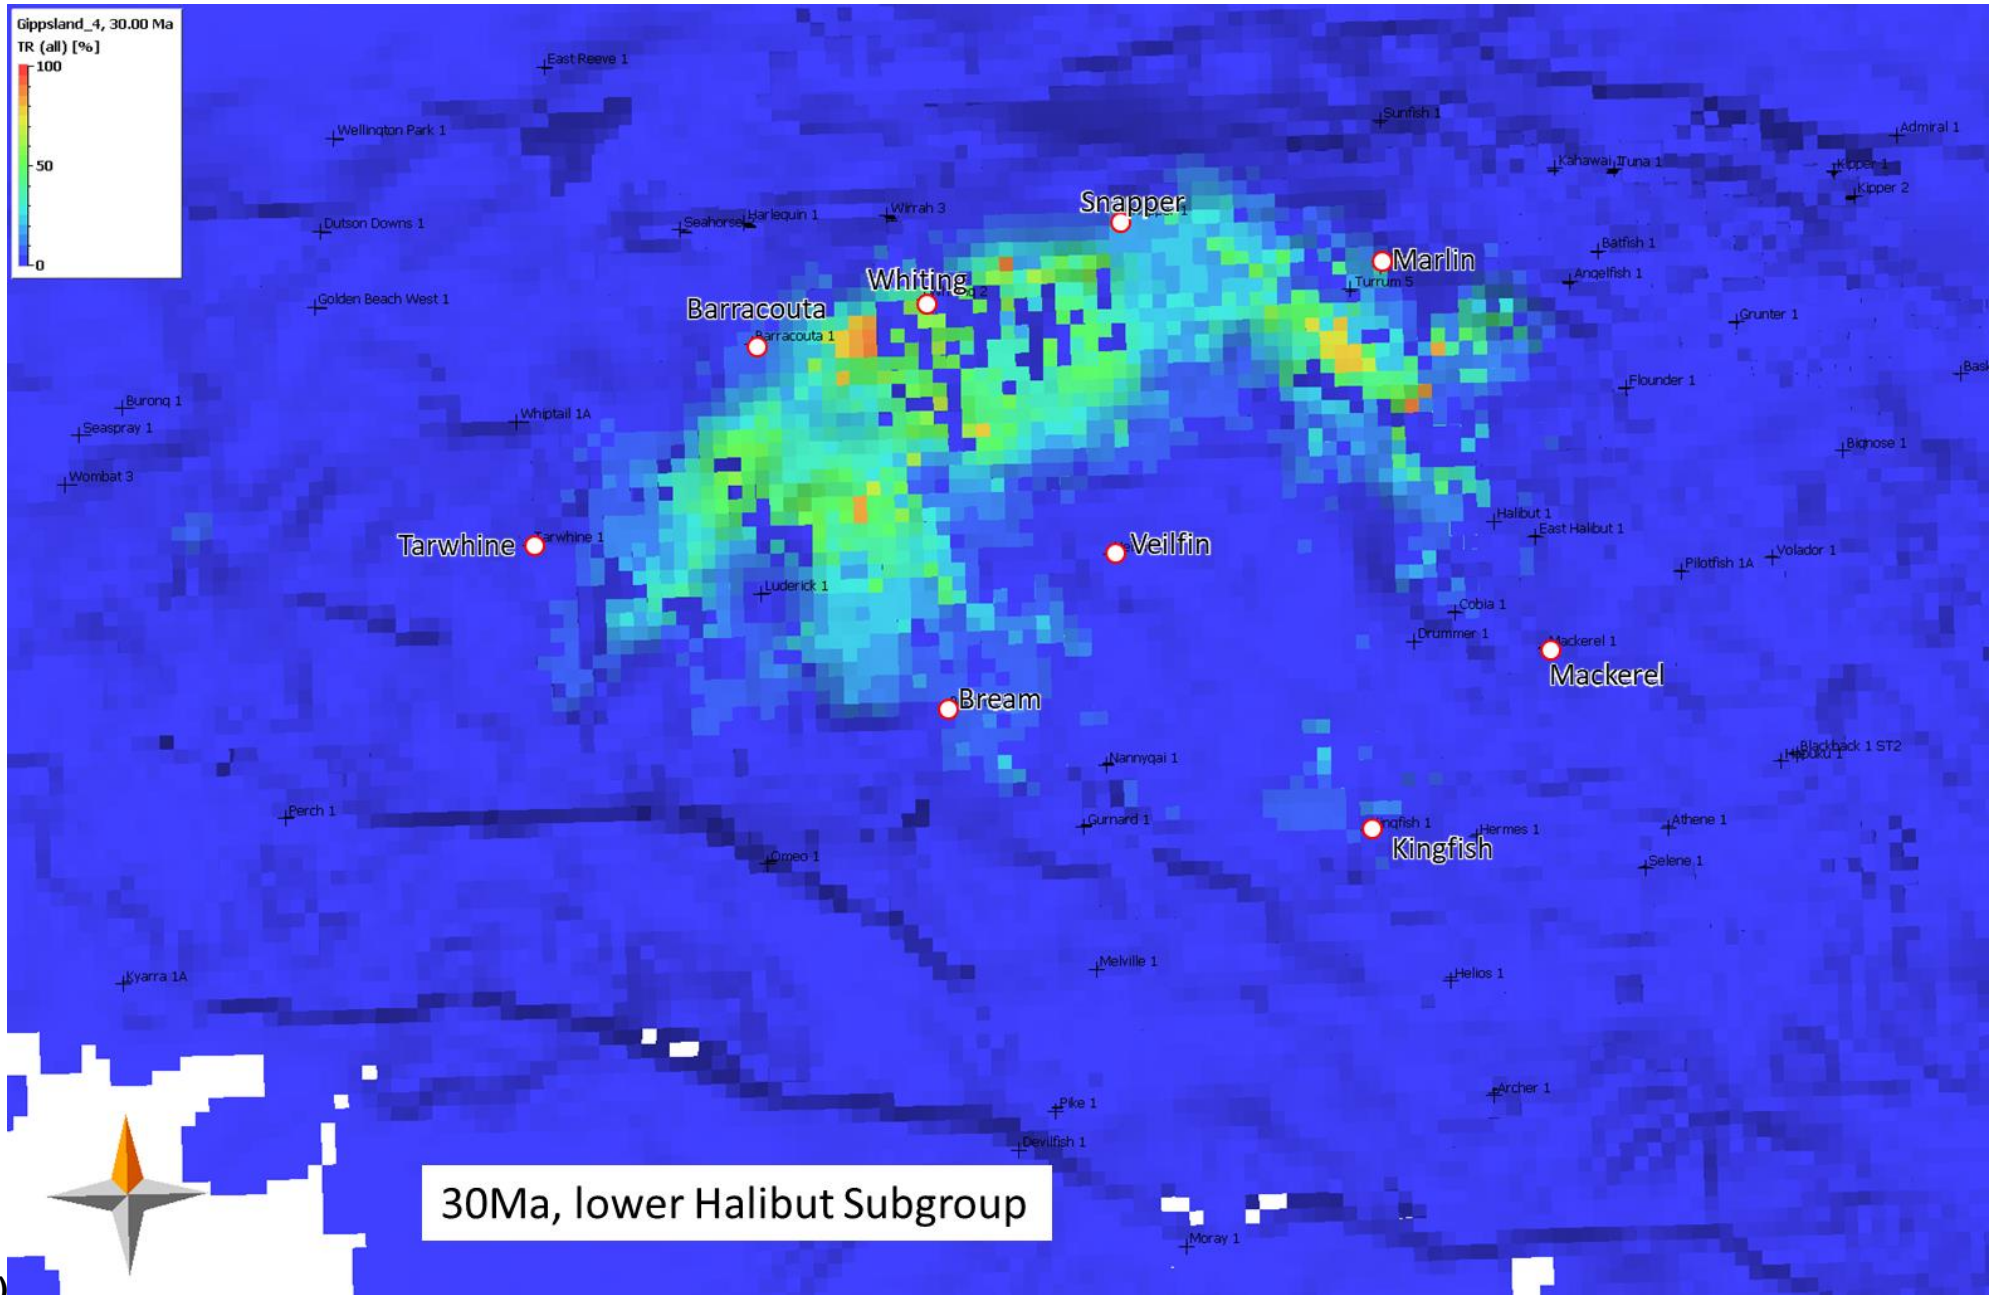 Gippsland_4, 30.00 Ma
TR (all) [%]
100
50
0
East Reeve 1
Wellington Park 1
Sunfish 1
Admiral 1
Kahawai 1
Tuna 1
Kipper 1
Kipper 2
Snapper
Dutson Downs 1
Seahorse
Harlequin 1
Wirrah 3
Batfish 1
Marlin
Turrum 5
Angelfish 1
Whiting
Golden Beach West 1
Barracouta
Barracouta 1
Grunter 1
Flounder 1
Burong 1
Seaspray 1
Whiptail 1A
Bignose 1
Wombat 3
Halibut 1
East Halibut 1
Tarwhine
Tarwhine 1
Veilfin
Volador 1
Pilotfish 1A
Luderick 1
Cobia 1
Drummer 1
Mackerel 1
Mackerel
Bream
Blackback 1 ST2
Nannygai 1
Perch 1
Gurnard 1
Kingfish 1
Hermes 1
Athene 1
Kingfish
Omeo 1
Selene 1
Melville 1
Helios 1
Kyarra 1A
Archer 1
Pike 1
Devilfish 1
30Ma, lower Halibut Subgroup
Moray 1
)